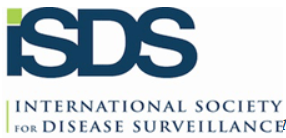 iSDS
INTERNATIONAL SOCIETY
FOR DISEASE SURVEILLANCE